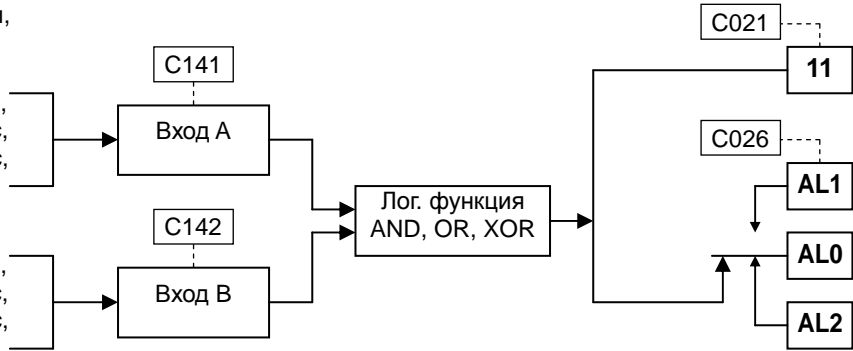 C021
11
C141
Вход A
C026
AL1
Лог. функция
AND, OR, XOR
C142
AL0
Вход B
AL2